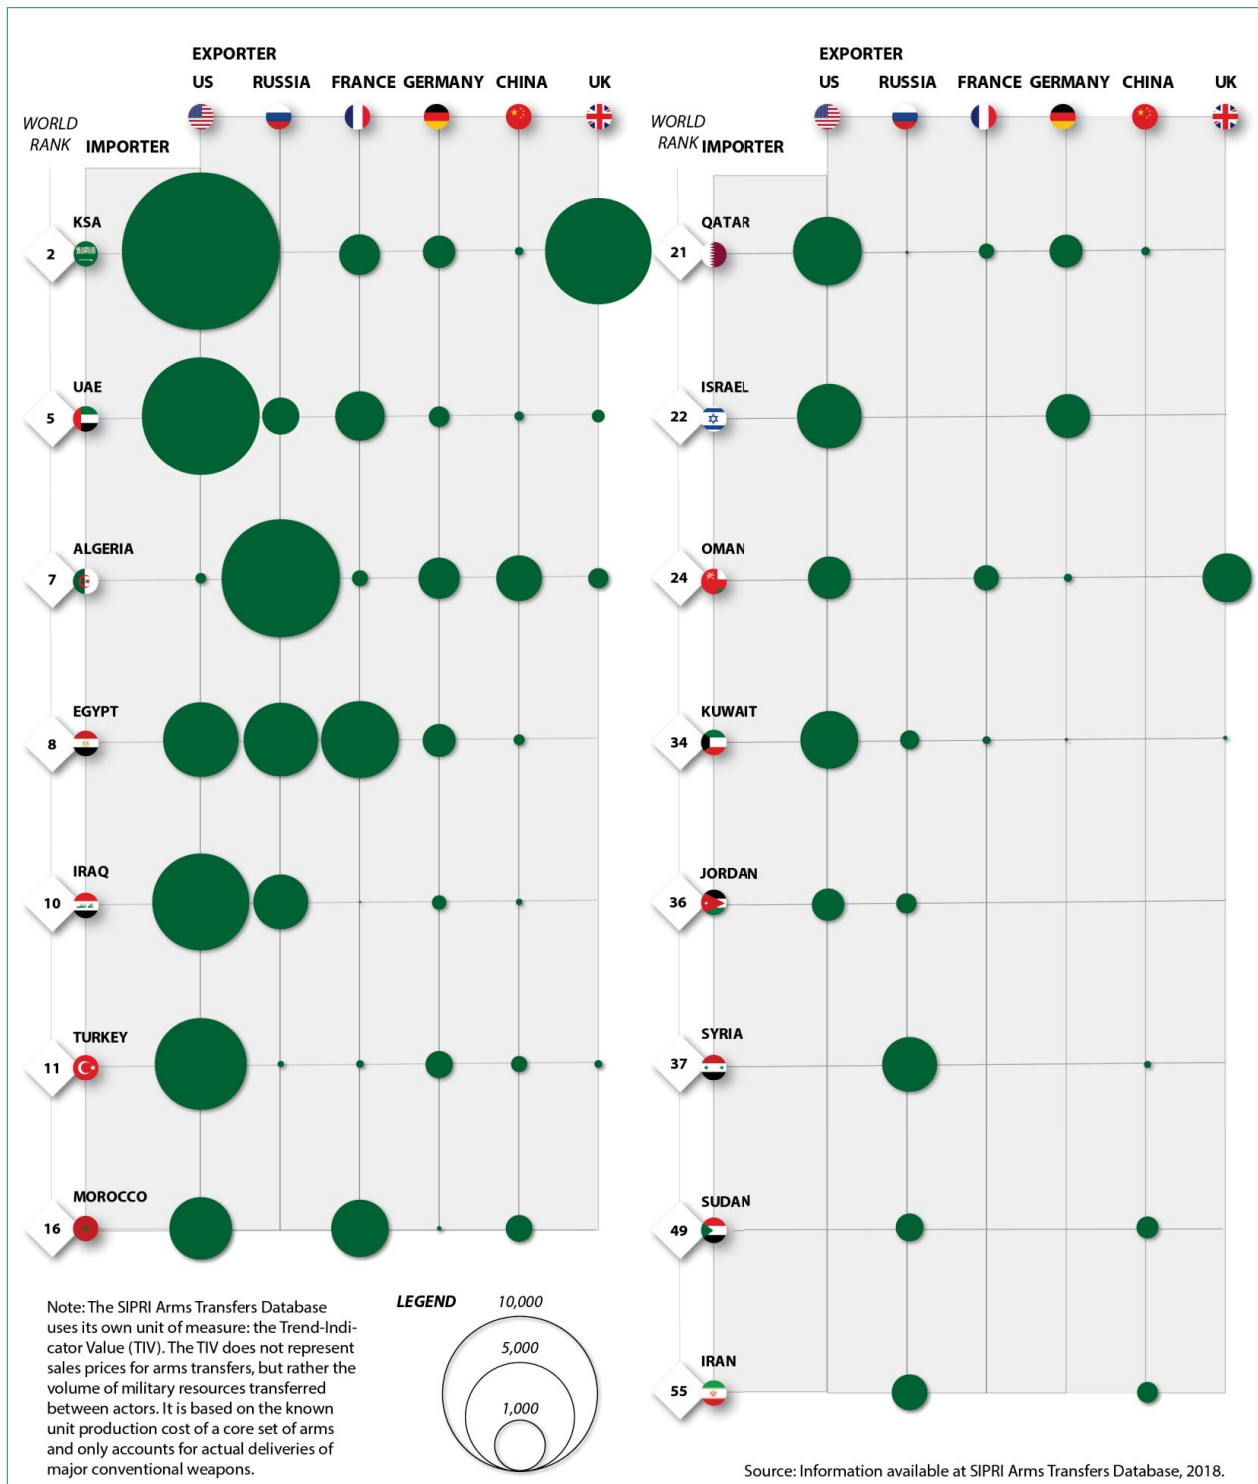 EXPORTER
US RUSSIA FRANCE GERMANY CHINA UK
WORLD
RANK
IMPORTER
KSA
2
UAE
5
ALGERIA
7
EGYPT
8
IRAQ
10
TURKEY
11
MOROCCO
16
EXPORTER
US RUSSIA FRANCE GERMANY CHINA UK
WORLD
RANK
IMPORTER
QATAR
21
ISRAEL
22
OMAN
24
KUWAIT
34
JORDAN
36
SYRIA
37
SUDAN
49
IRAN
55
Note: The SIPRI Arms Transfers Database
uses its own unit of measure: the Trend-Indi-
cator Value (TIV). The TIV does not represent
sales prices for arms transfers, but rather the
volume of military resources transferred
between actors. It is based on the known
unit production cost of a core set of arms
and only accounts for actual deliveries of
major conventional weapons.
LEGEND
10,000
5,000
1,000
Source: Information available at SIPRI Arms Transfers Database, 2018.